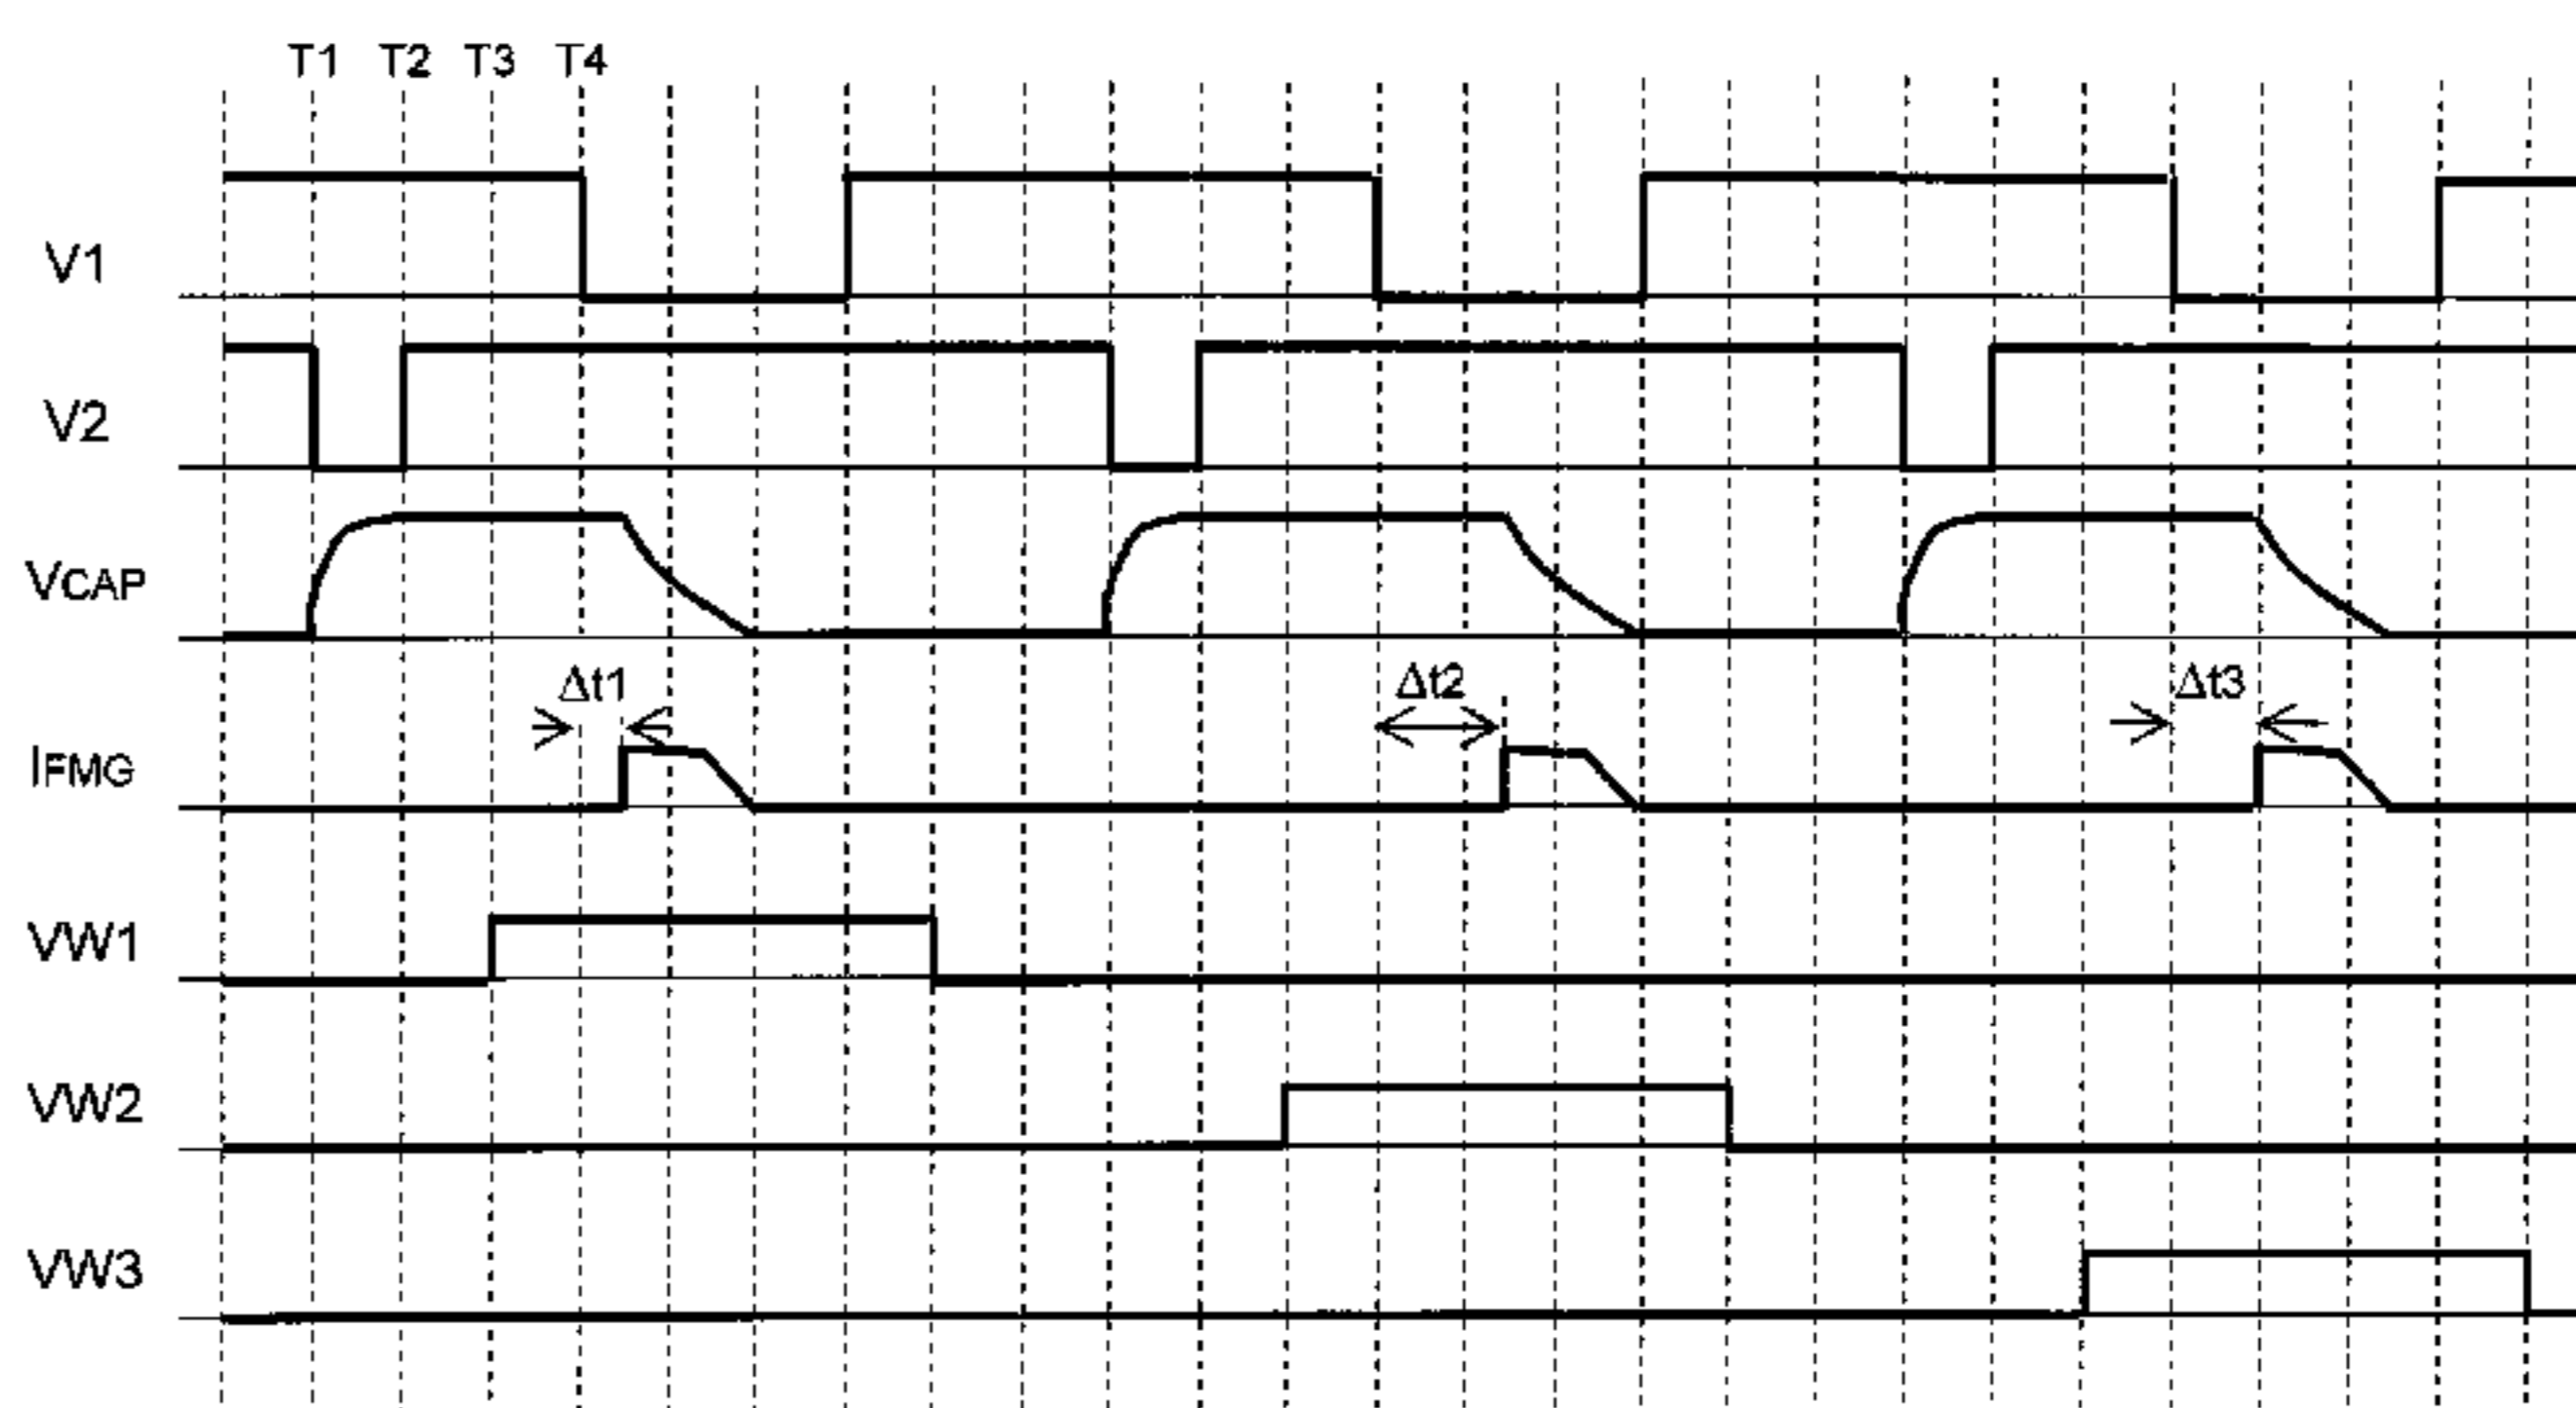 T1 T2 T3 T4
V1
V2
VCAP
Δt1 Δt2 Δt3
IFMG
VW1
VW2
VW3